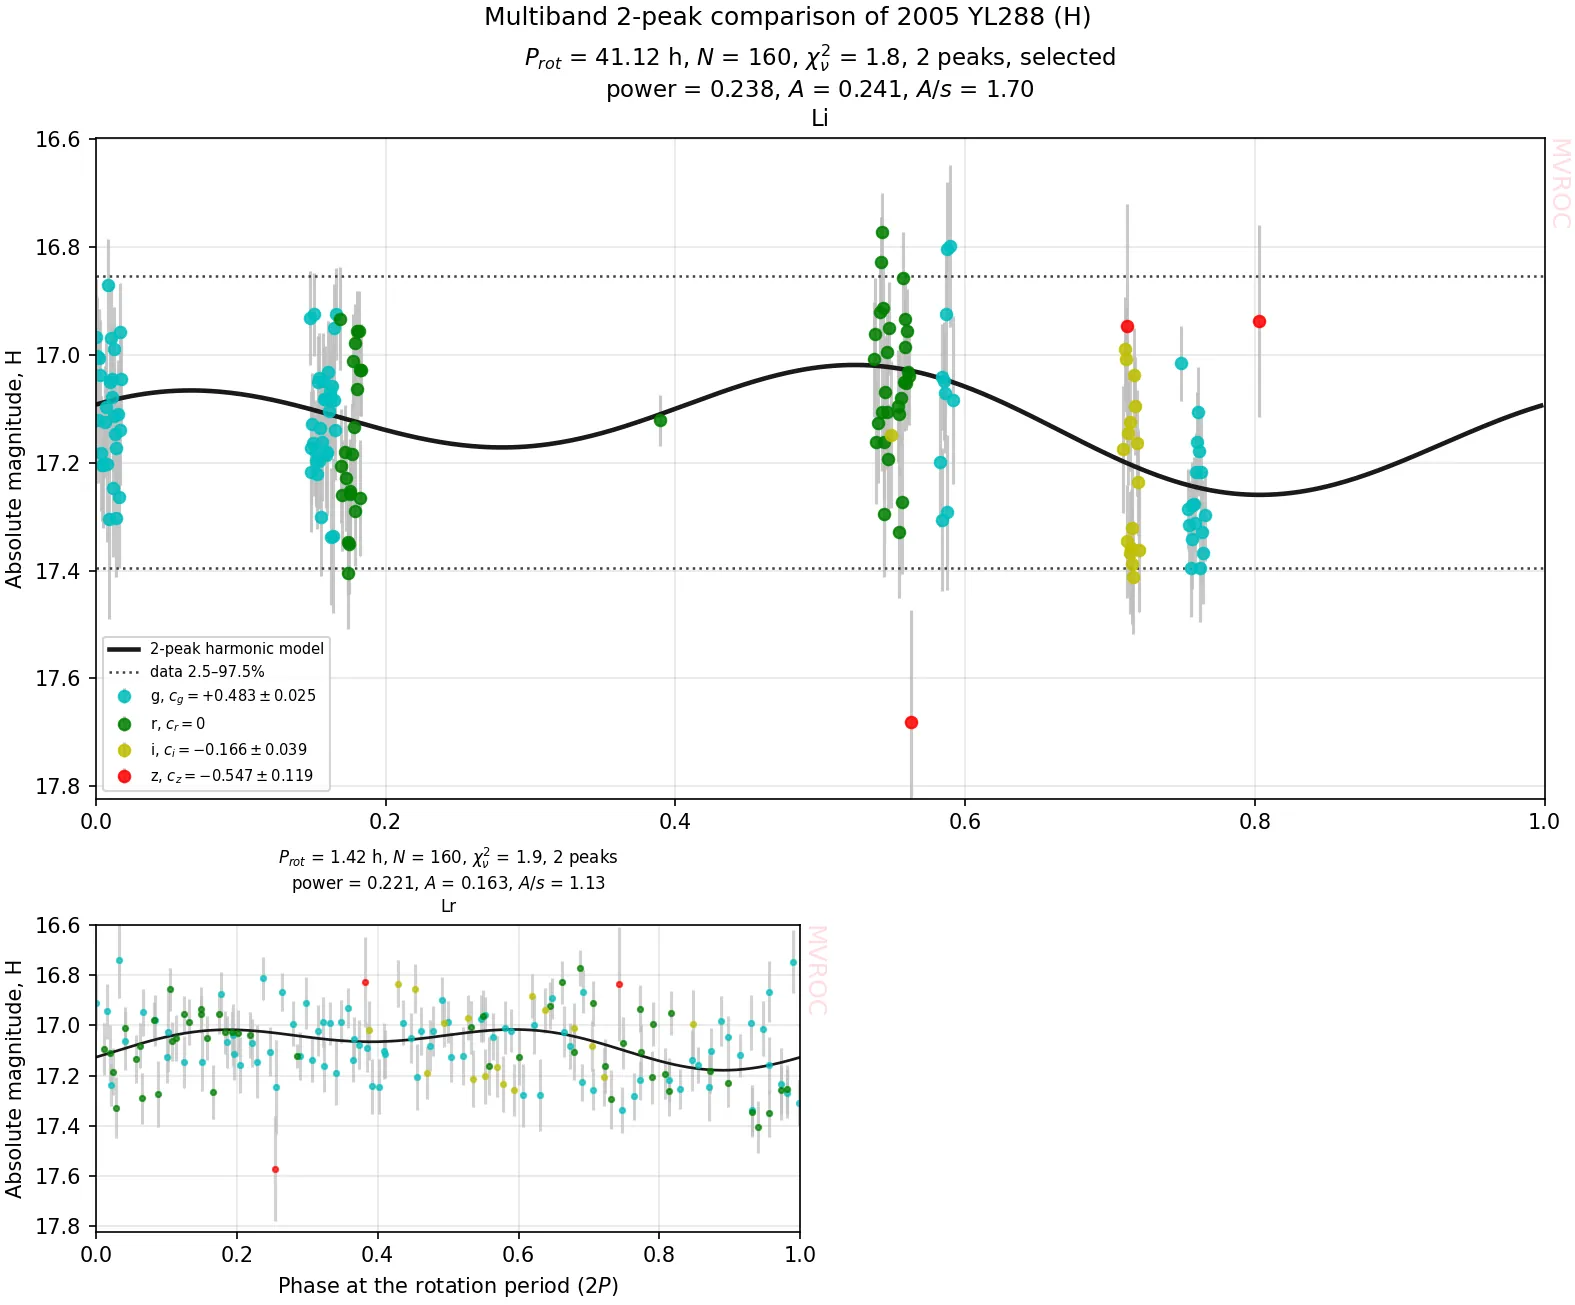 Multiband 2-peak comparison of 2005 YL288 (H)
P_rot = 41.12 h, N = 160, χ²_ν = 1.8, 2 peaks, selected
power = 0.238, A = 0.241, A/s = 1.70
Li
16.6
16.8
17.0
17.2
17.4
17.6
17.8
Absolute magnitude, H
2-peak harmonic model
data 2.5–97.5%
g, c_g = +0.483 ± 0.025
r, c_r = 0
i, c_i = −0.166 ± 0.039
z, c_z = −0.547 ± 0.119
0.0 0.2 0.4 0.6 0.8 1.0
MVROC
P_rot = 1.42 h, N = 160, χ²_ν = 1.9, 2 peaks
power = 0.221, A = 0.163, A/s = 1.13
Lr
16.6
16.8
17.0
17.2
17.4
17.6
17.8
Absolute magnitude, H
0.0 0.2 0.4 0.6 0.8 1.0
Phase at the rotation period (2P)
MVROC